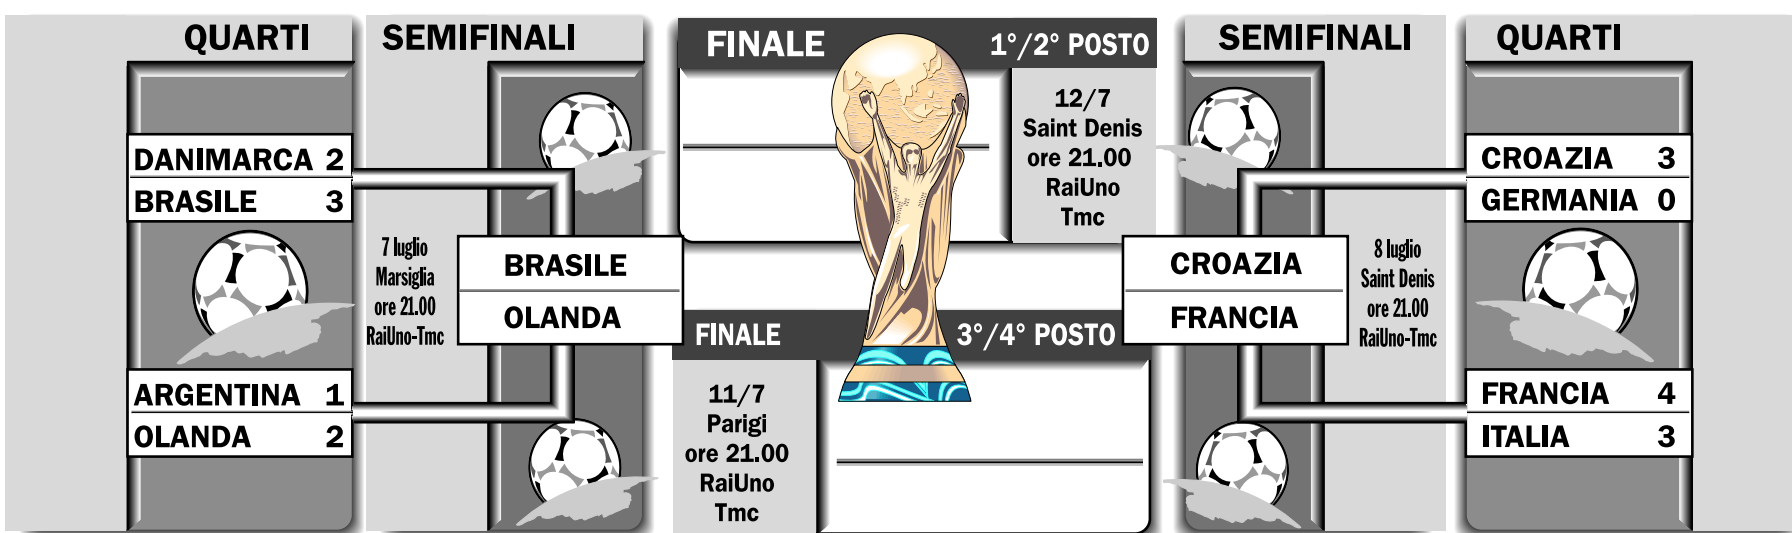 QUARTI
DANIMARCA 2
BRASILE 3
ARGENTINA 1
OLANDA 2
SEMIFINALI
7 luglio
Marsiglia
ore 21.00
RaiUno-Tmc
BRASILE
OLANDA
FINALE 1°/2° POSTO
12/7
Saint Denis
ore 21.00
RaiUno
Tmc
FINALE 3°/4° POSTO
11/7
Parigi
ore 21.00
RaiUno
Tmc
SEMIFINALI
CROAZIA
FRANCIA
8 luglio
Saint Denis
ore 21.00
RaiUno-Tmc
QUARTI
CROAZIA 3
GERMANIA 0
FRANCIA 4
ITALIA 3